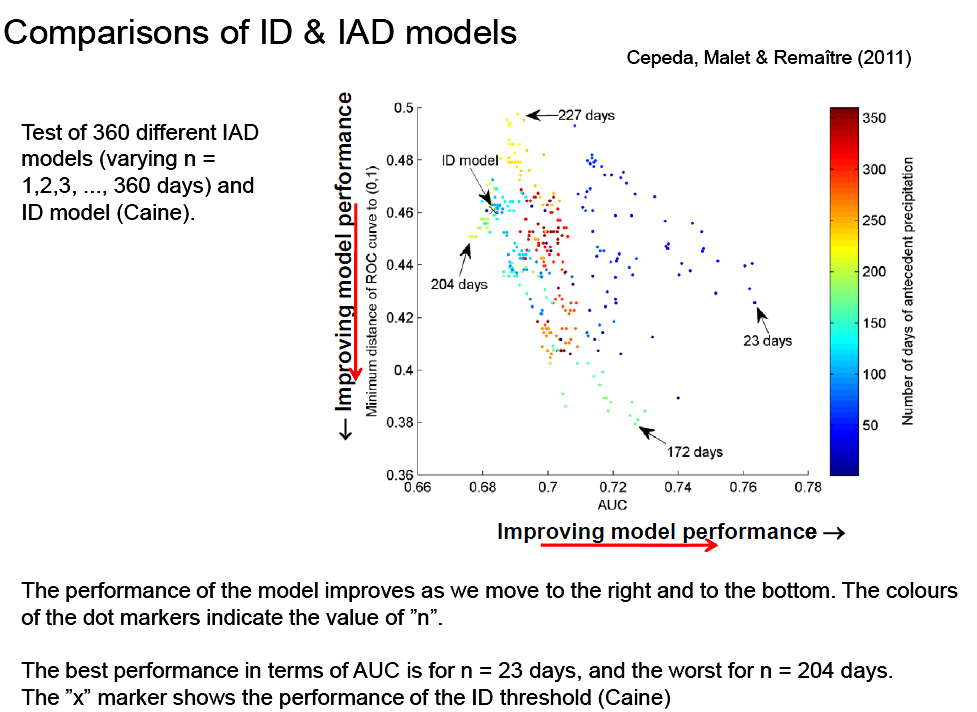 Comparisons of ID & IAD models
Cepeda, Malet & Remaître (2011)
Test of 360 different IAD
models (varying n =
1,2,3, ..., 360 days) and
ID model (Caine).
← Improving model performance
Minimum distance of ROC curve to (0,1)
0.5
0.48
0.46
0.44
0.42
0.4
0.38
0.36
227 days
ID model
204 days
23 days
172 days
0.66 0.68 0.7 0.72 0.74 0.76 0.78
AUC
350
300
250
200
150
100
50
Number of days of antecedent precipitation
Improving model performance →
The performance of the model improves as we move to the right and to the bottom. The colours
of the dot markers indicate the value of ”n”.
The best performance in terms of AUC is for n = 23 days, and the worst for n = 204 days.
The ”x” marker shows the performance of the ID threshold (Caine)